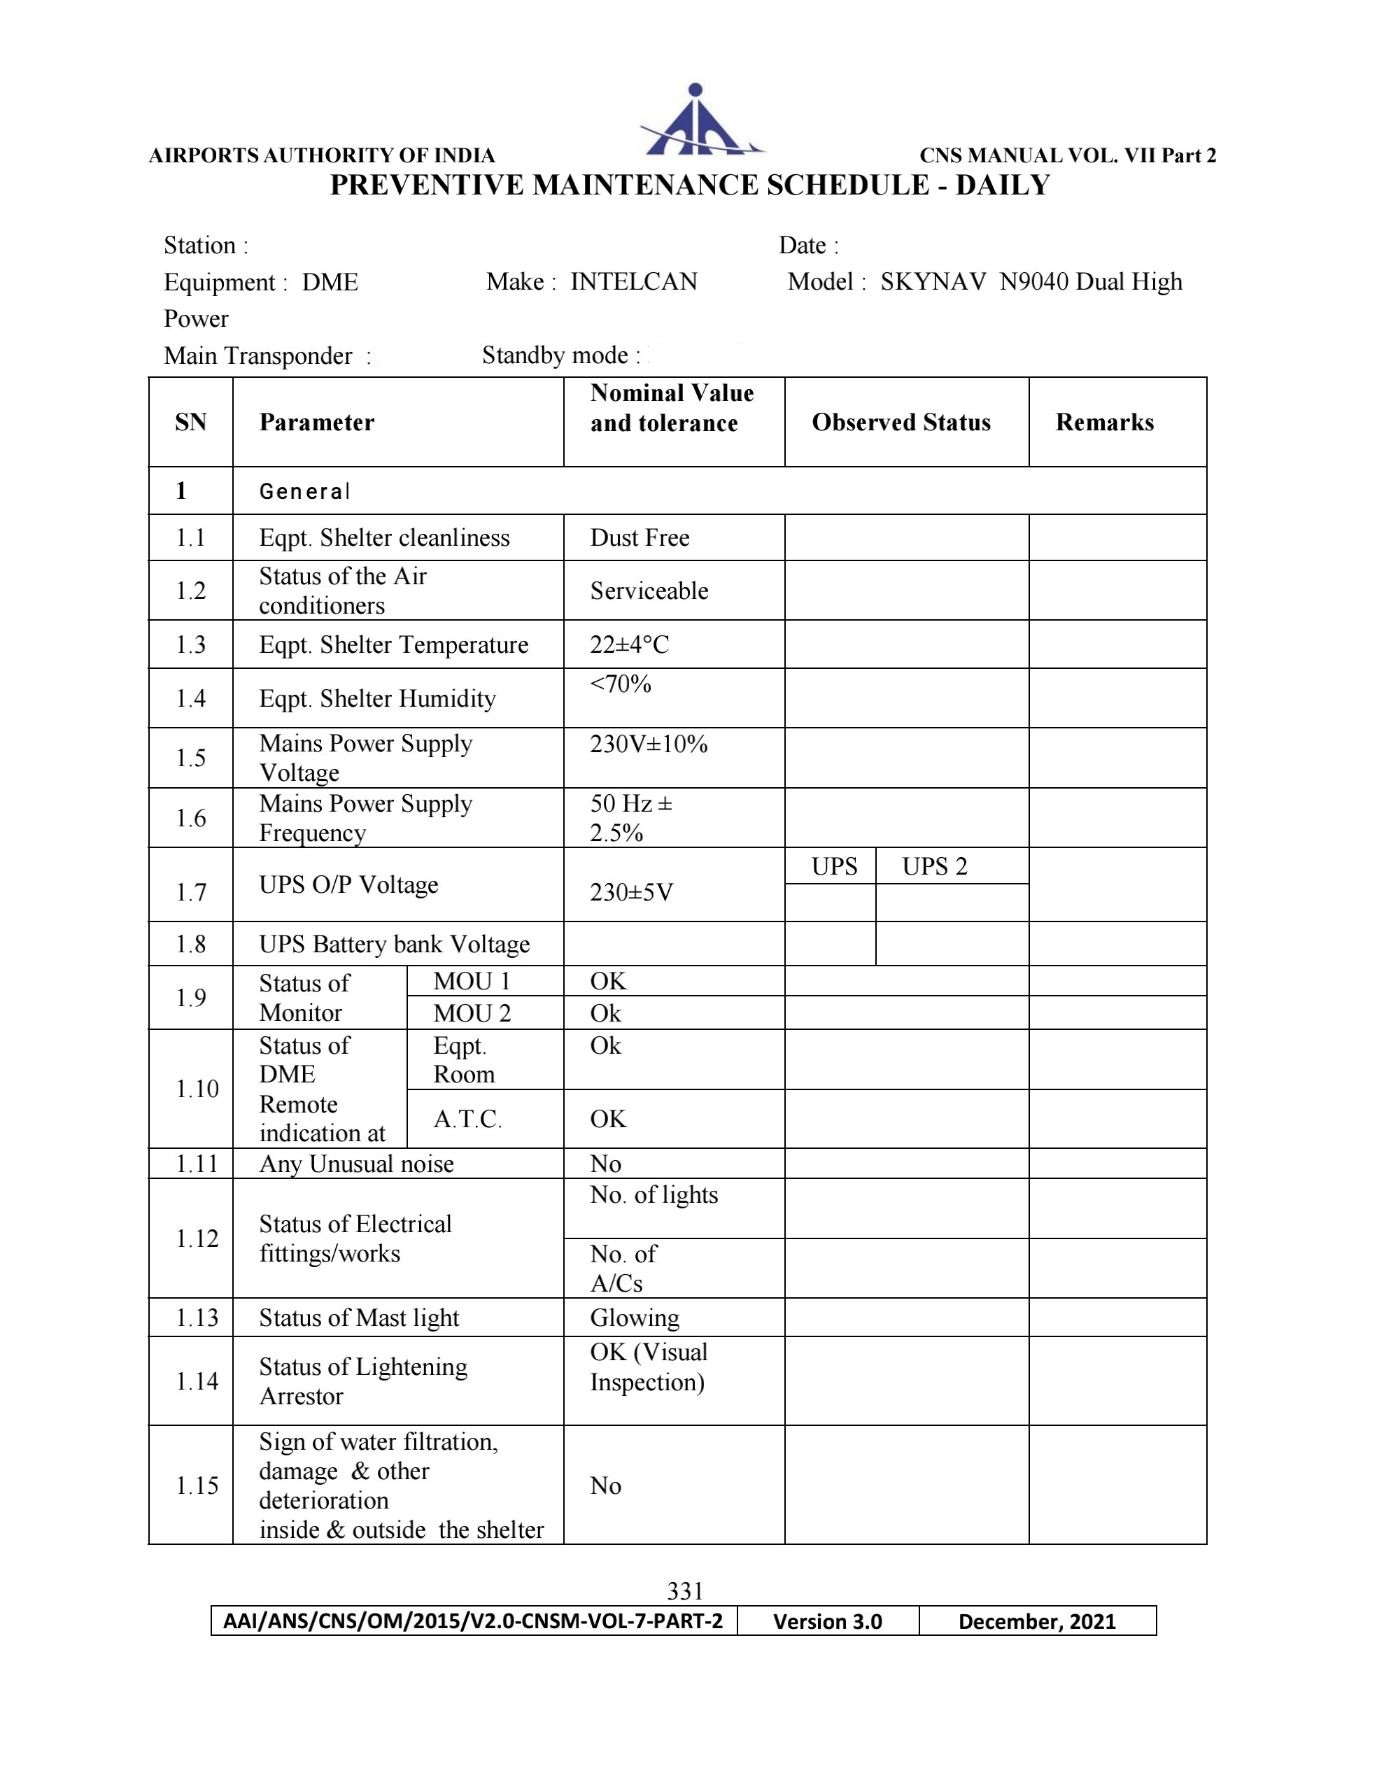 AIRPORTS AUTHORITY OF INDIA
CNS MANUAL VOL. VII Part 2
PREVENTIVE MAINTENANCE SCHEDULE - DAILY
Station :
Date :
Equipment : DME Make : INTELCAN Model : SKYNAV N9040 Dual High
Power
Main Transponder : Standby mode :
SN Parameter Nominal Value and tolerance Observed Status Remarks
1 General
1.1 Eqpt. Shelter cleanliness Dust Free
1.2 Status of the Air
conditioners Serviceable
1.3 Eqpt. Shelter Temperature 22±4°C
1.4 Eqpt. Shelter Humidity <70%
1.5 Mains Power Supply
Voltage 230V±10%
1.6 Mains Power Supply
Frequency 50 Hz ±
2.5%
1.7 UPS O/P Voltage 230±5V UPS UPS 2
1.8 UPS Battery bank Voltage
1.9 Status of
Monitor MOU 1 OK
MOU 2 Ok
1.10 Status of
DME
Remote
indication at
Eqpt.
Room Ok
A.T.C. OK
1.11 Any Unusual noise No
1.12 Status of Electrical
fittings/works
No. of lights
No. of
A/Cs
1.13 Status of Mast light Glowing
1.14 Status of Lightening
Arrestor
OK (Visual
Inspection)
1.15 Sign of water filtration,
damage & other
deterioration
inside & outside the shelter
No
331
AAI/ANS/CNS/OM/2015/V2.0-CNSM-VOL-7-PART-2 Version 3.0 December, 2021